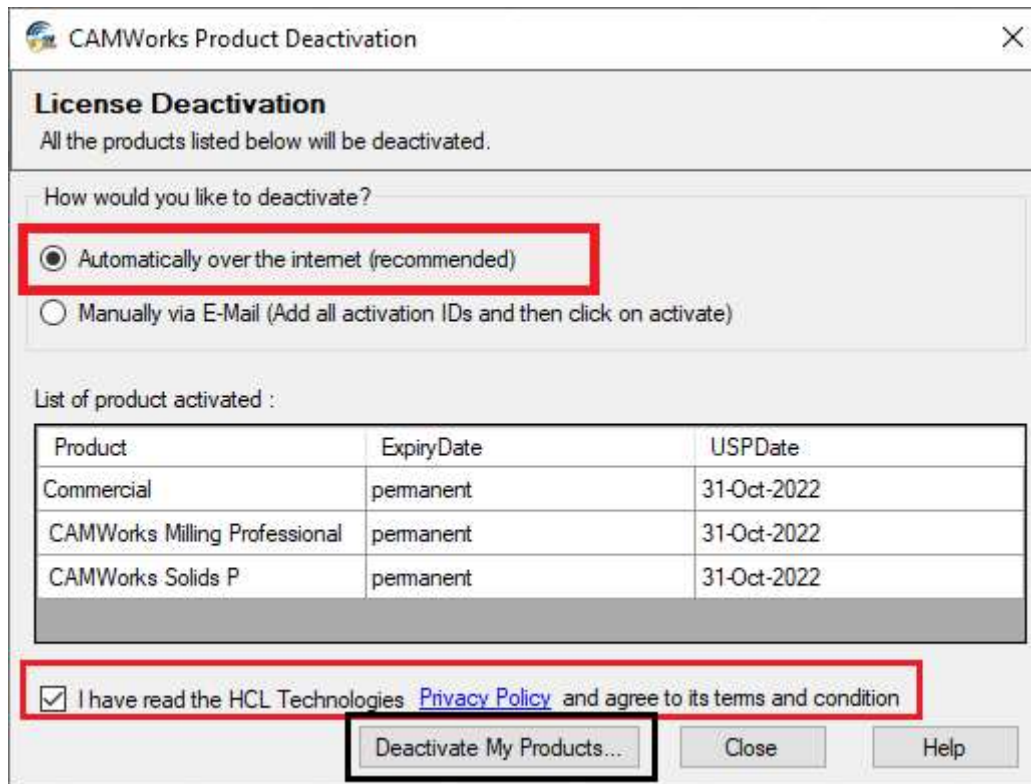 CAMWorks Product Deactivation
License Deactivation
All the products listed below will be deactivated.
How would you like to deactivate?
Automatically over the internet (recommended)
Manually via E-Mail (Add all activation IDs and then click on activate)
List of product activated :
Product ExpiryDate USPDate
Commercial permanent 31-Oct-2022
CAMWorks Milling Professional permanent 31-Oct-2022
CAMWorks Solids P permanent 31-Oct-2022
I have read the HCL Technologies Privacy Policy and agree to its terms and condition
Deactivate My Products... Close Help